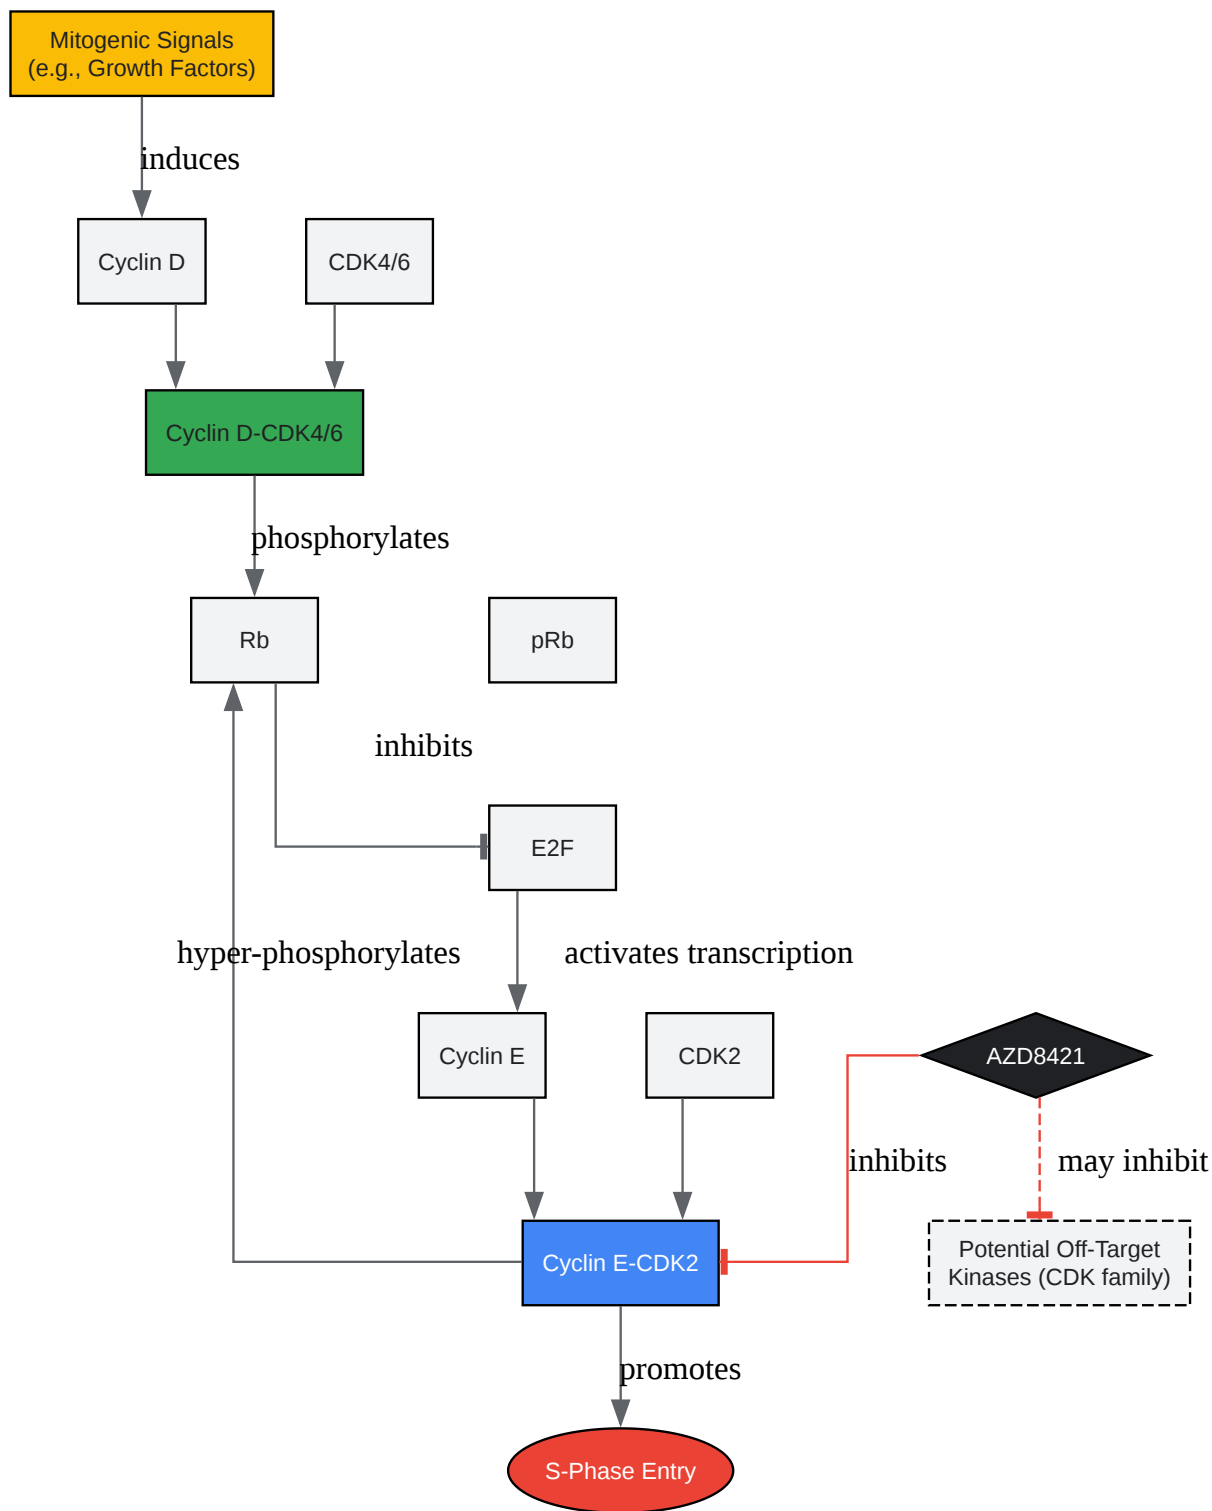 Mitogenic Signals
(e.g., Growth Factors)
induces
Cyclin D
CDK4/6
Cyclin D-CDK4/6
phosphorylates
Rb
pRb
inhibits
E2F
hyper-phosphorylates
activates transcription
Cyclin E
CDK2
AZD8421
inhibits
may inhibit
Cyclin E-CDK2
Potential Off-Target
Kinases (CDK family)
promotes
S-Phase Entry